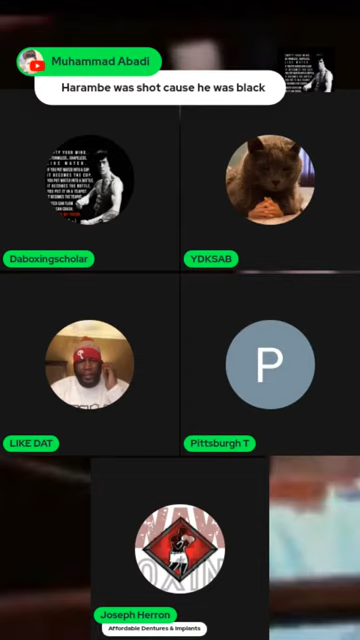 Muhammad Abadi
Harambe was shot cause he was black
Daboxingscholar
YDKSAB
LIKE DAT
P
Pittsburgh T
Joseph Herron
Affordable Dentures & Implants